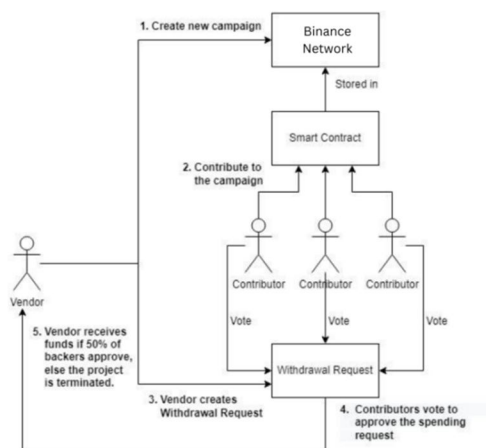 1. Create new campaign
Binance
Network
Stored in
Smart Contract
2. Contribute to
the campaign
Contributor
Contributor
Contributor
Vendor
Vote
Vote
Vote
5. Vendor receives
funds if 50% of
backers approve,
else the project
is terminated.
Withdrawal Request
3. Vendor creates
Withdrawal Request
4. Contributors vote to
approve the spending
request